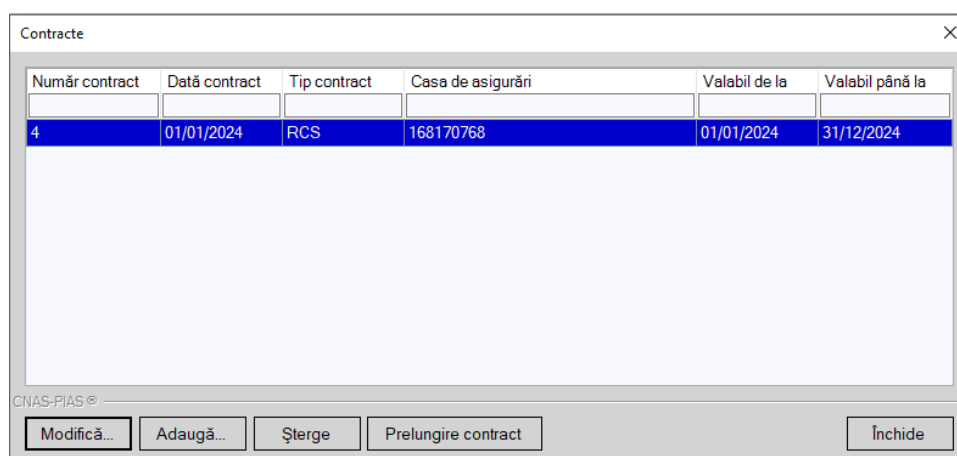 Contracte
Număr contract Dată contract Tip contract Casa de asigurări Valabil de la Valabil până la
4 01/01/2024 RCS 168170768 01/01/2024 31/12/2024
CNAS-PIAS ®
Modifică... Adaugă... Şterge Prelungire contract Închide